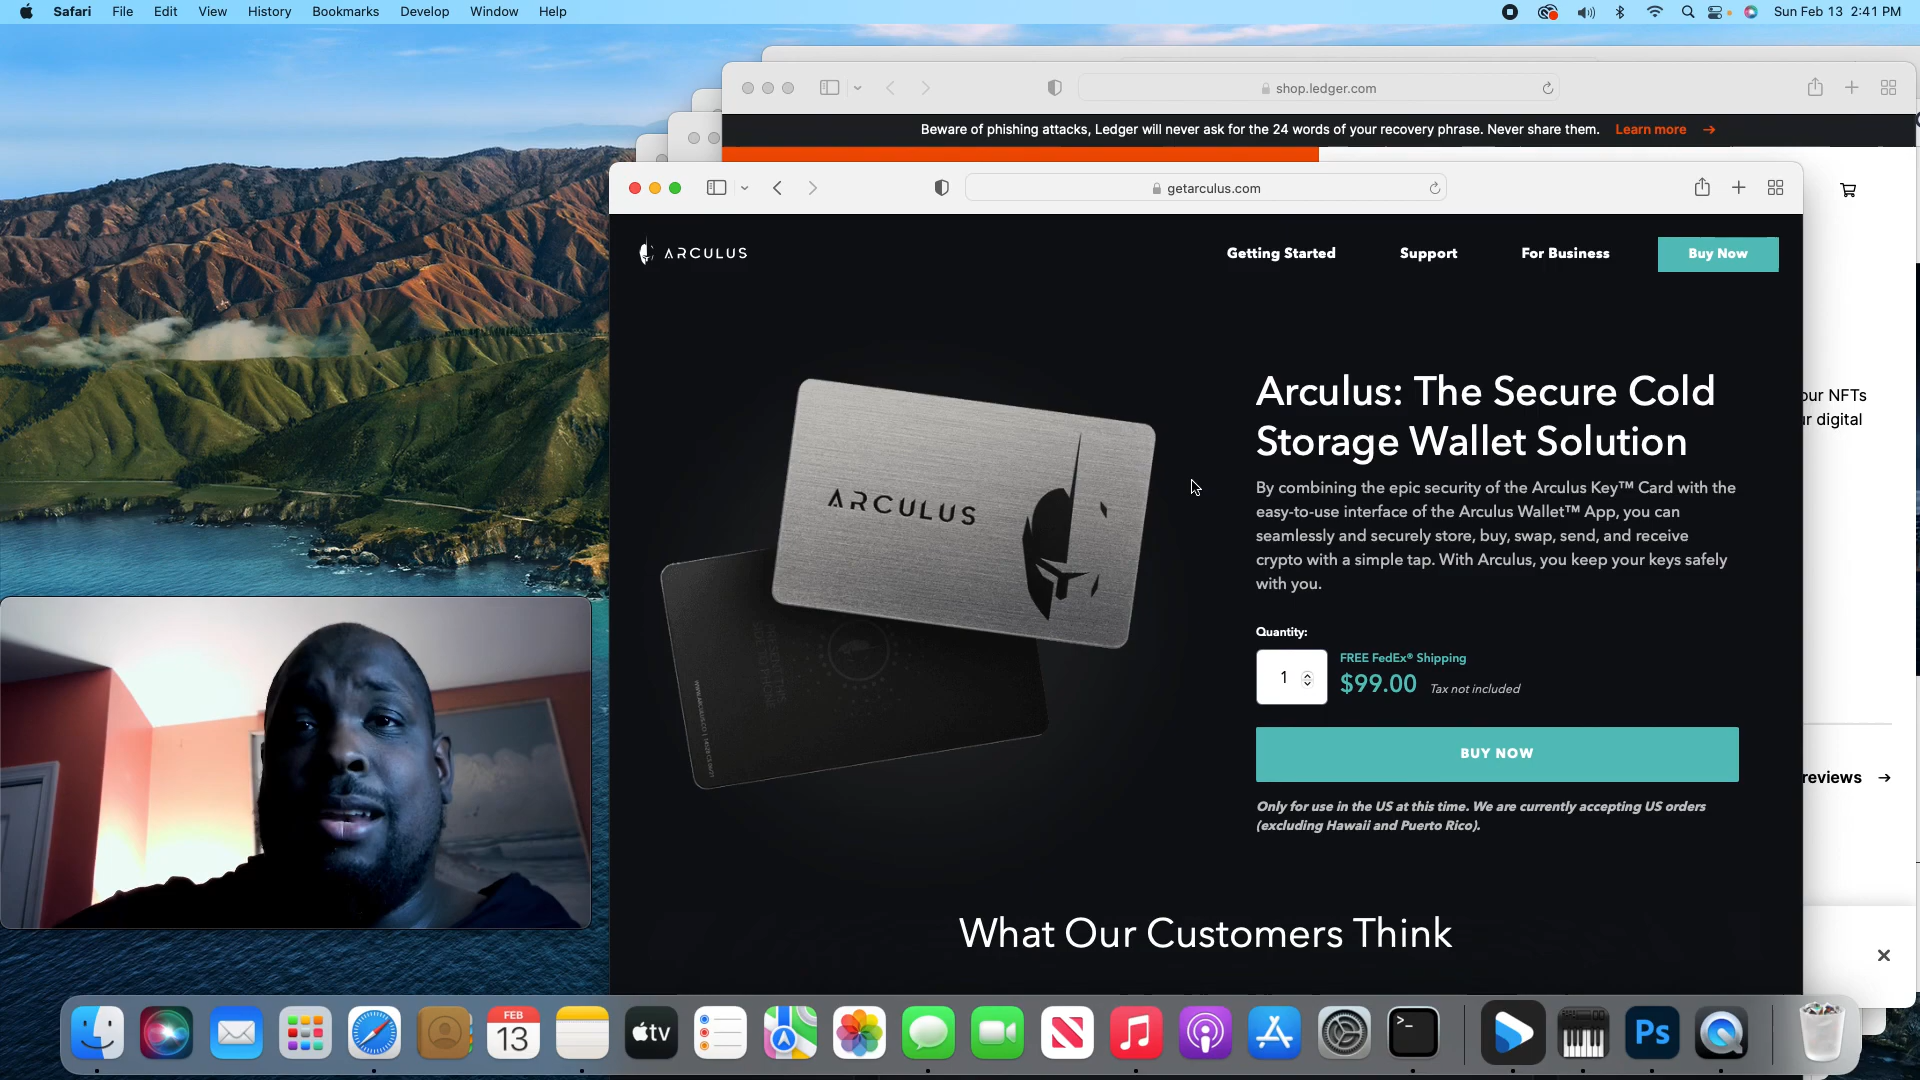 Safari File Edit View History Bookmarks Develop Window Help
Sun Feb 13 2:41 PM
shop.ledger.com
Beware of phishing attacks, Ledger will never ask for the 24 words of your recovery phrase. Never share them. Learn more →
getarculus.com
ARCULUS
Getting Started Support For Business Buy Now
our NFTs
r digital
ARCULUS
Arculus: The Secure Cold
Storage Wallet Solution
By combining the epic security of the Arculus Key™ Card with the
easy-to-use interface of the Arculus Wallet™ App, you can
seamlessly and securely store, buy, swap, send, and receive
crypto with a simple tap. With Arculus, you keep your keys safely
with you.
Quantity:
1
FREE FedEx® Shipping
$99.00 Tax not included
BUY NOW
reviews →
Only for use in the US at this time. We are currently accepting US orders
(excluding Hawaii and Puerto Rico).
What Our Customers Think
FEB
13
tv
>_
Ps